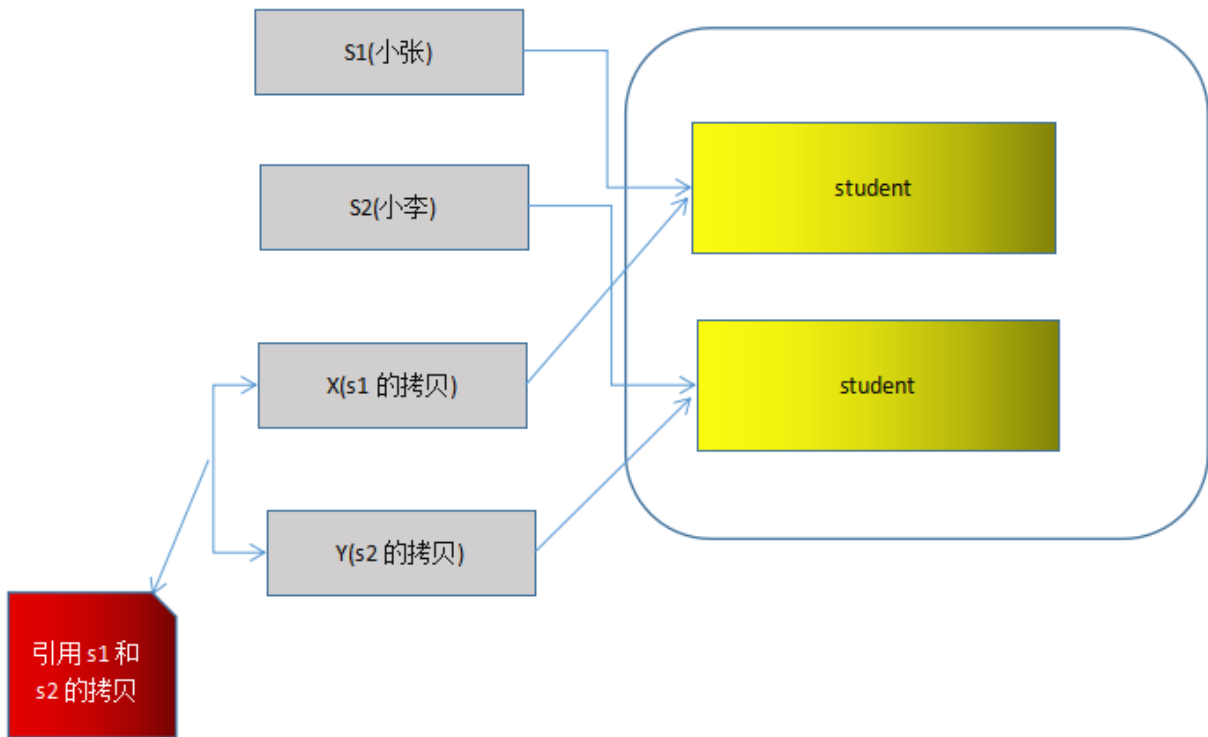 S1(小张)
student
S2(小李)
X(s1 的拷贝)
student
Y(s2 的拷贝)
引用 s1 和
s2 的拷贝